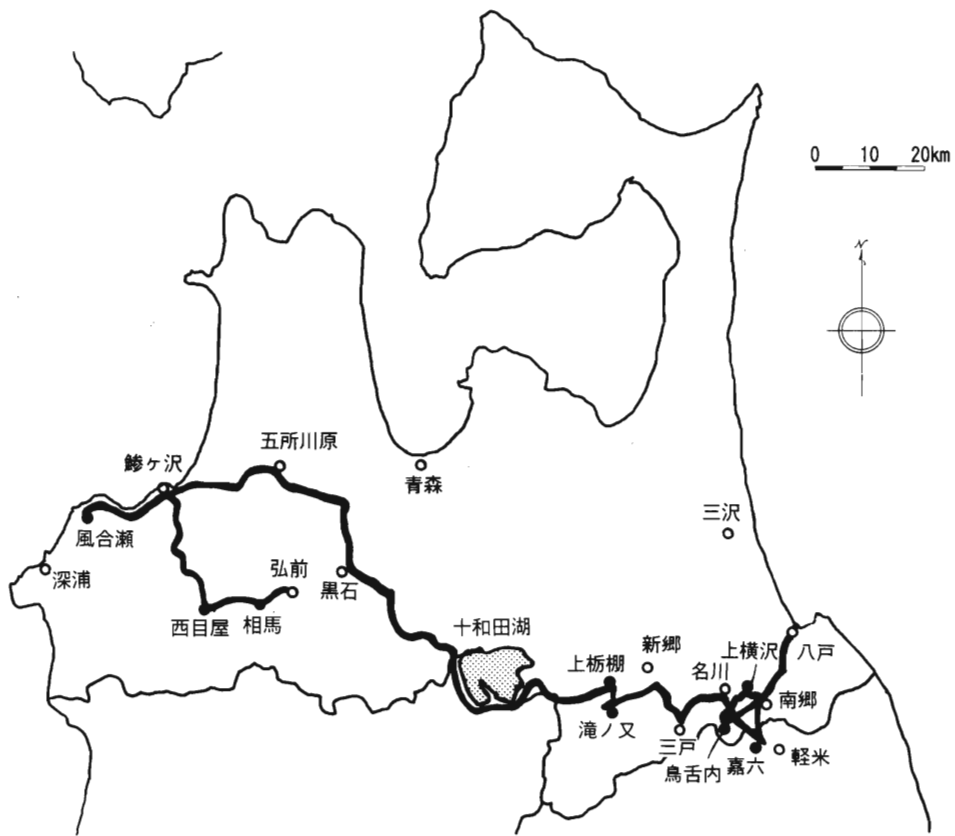 0 10 20km
N
五所川原
鰺ヶ沢
青森
三沢
風合瀬
深浦
弘前
黒石
西目屋
相馬
十和田湖
新郷
上栃棚
名川
上横沢
八戸
南郷
滝ノ又
三戸
鳥舌内
嘉六
軽米